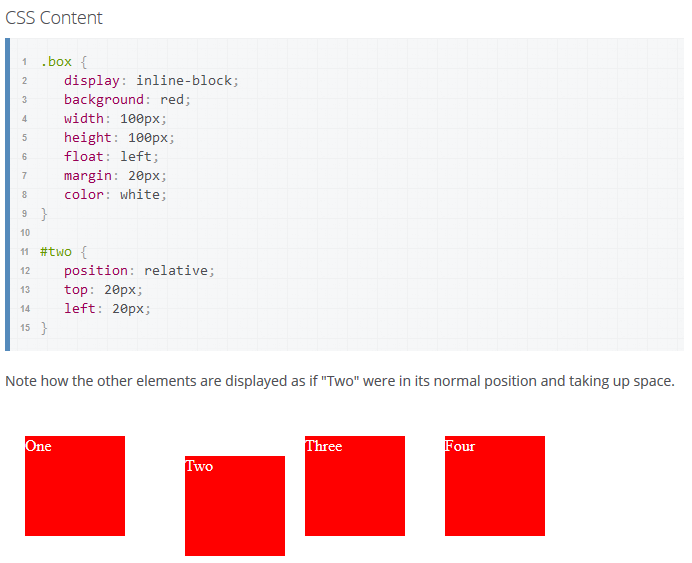 CSS Content
1 .box {
2 display: inline-block;
3 background: red;
4 width: 100px;
5 height: 100px;
6 float: left;
7 margin: 20px;
8 color: white;
9 }
10
11 #two {
12 position: relative;
13 top: 20px;
14 left: 20px;
15 }
Note how the other elements are displayed as if "Two" were in its normal position and taking up space.
One
Two
Three
Four